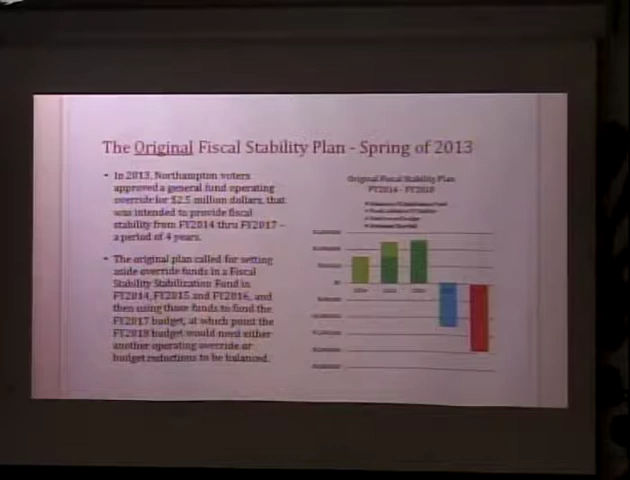 The Original Fiscal Stability Plan - Spring of 2013
• In 2013, Northampton voters
approved a general fund operating
override for $2.5 million dollars, that
was intended to provide fiscal
stability from FY2014 thru FY2017 -
a period of 4 years.
• The original plan called for setting
aside override funds in a Fiscal
Stability Stabilization Fund in
FY2014, FY2015 and FY2016, and
then using those funds to fund the
FY2017 budget, at which point the
FY2018 budget would need either
another operating override or
budget reductions to be balanced.
Original Fiscal Stability Plan
FY2014 - FY2018